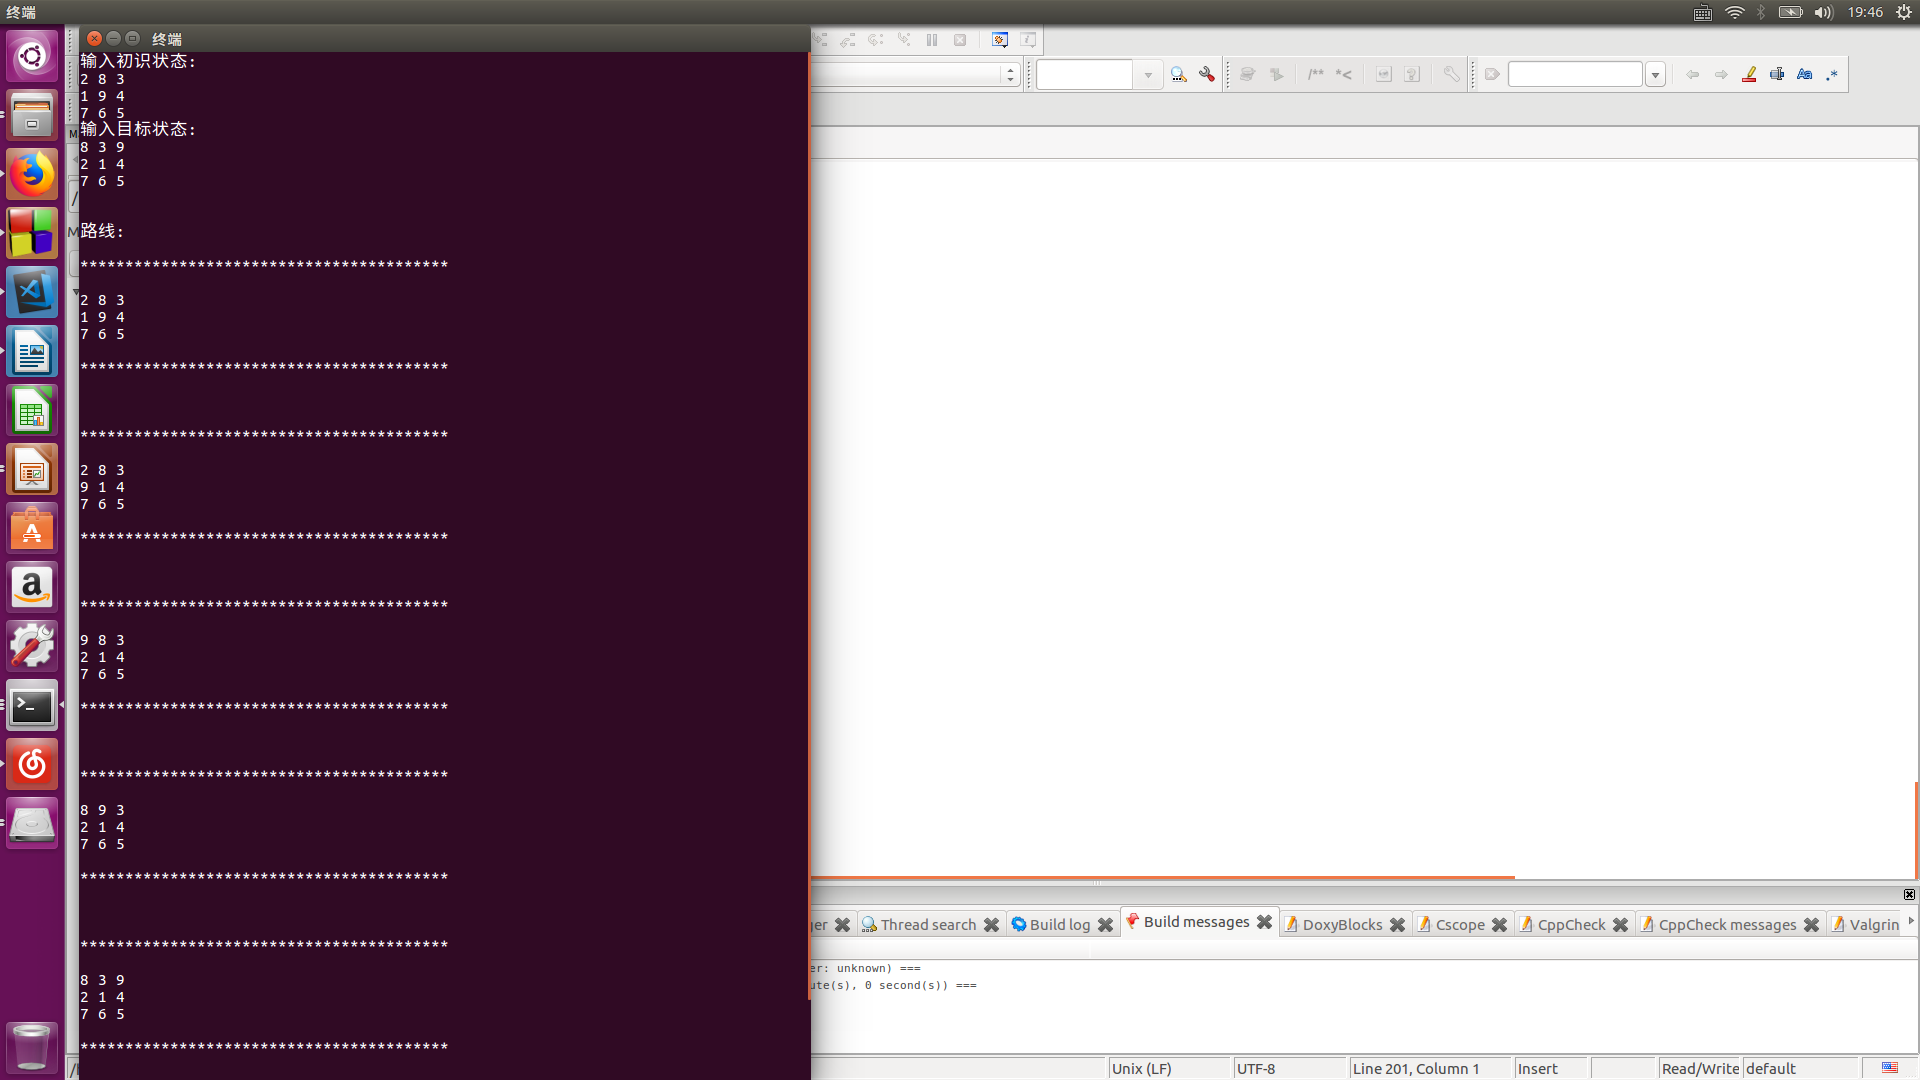 终端
19:46
终端
输入初识状态:
2 8 3
1 9 4
7 6 5
输入目标状态:
8 3 9
2 1 4
7 6 5
路线:
*****************************************
2 8 3
1 9 4
7 6 5
*****************************************
*****************************************
2 8 3
9 1 4
7 6 5
*****************************************
*****************************************
9 8 3
2 1 4
7 6 5
*****************************************
*****************************************
8 9 3
2 1 4
7 6 5
*****************************************
*****************************************
8 3 9
2 1 4
7 6 5
*****************************************
/** *<
Aa .*
ger Thread search Build log Build messages DoxyBlocks Cscope CppCheck CppCheck messages Valgrin
er: unknown) ===
ute(s), 0 second(s)) ===
Unix (LF) UTF-8 Line 201, Column 1 Insert Read/Write default